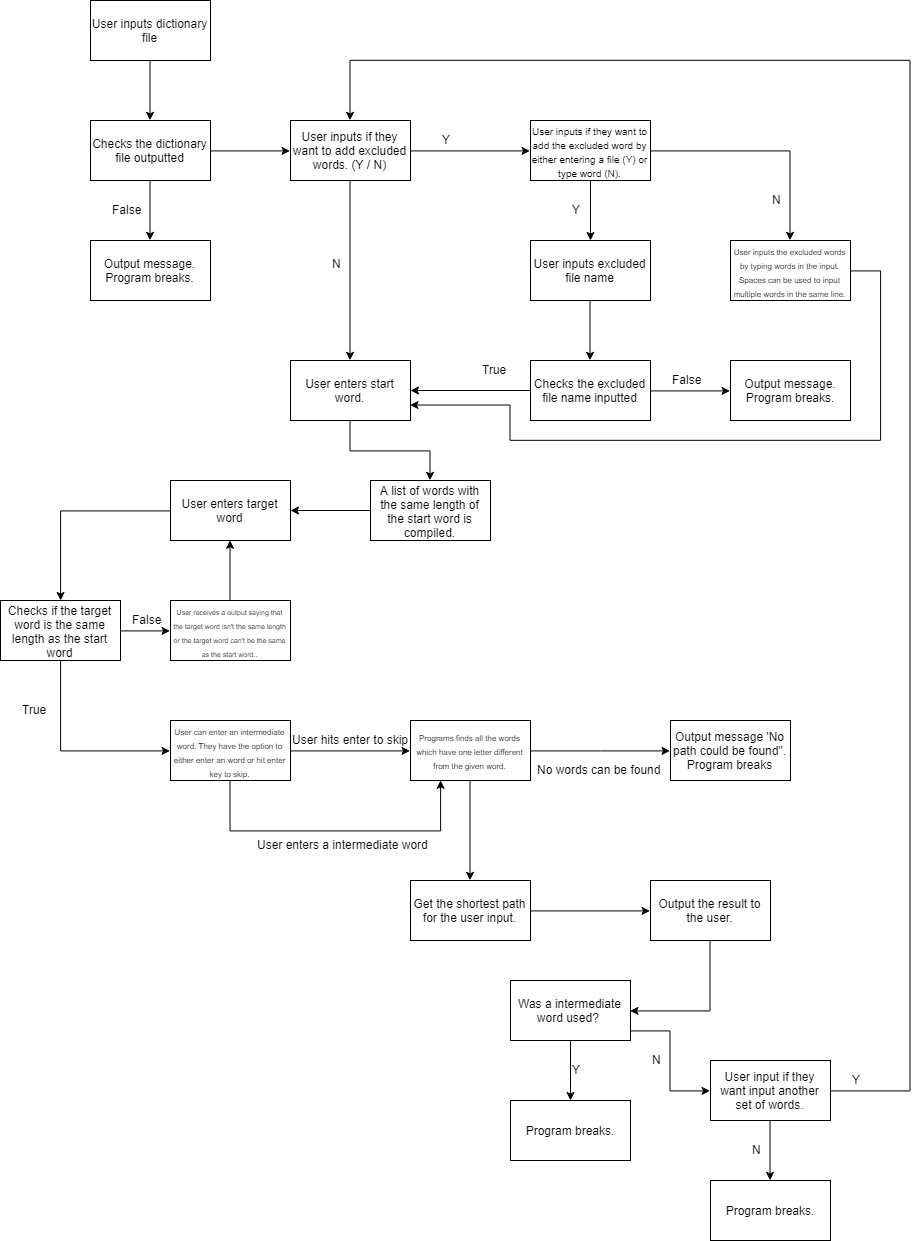 User inputs dictionary
file
Checks the dictionary
file outputted
User inputs if they
want to add excluded
words. (Y / N)
Y
User inputs if they want to
add the excluded word by
either entering a file (Y) or
type word (N).
False
Y
N
Output message.
Program breaks.
N
User inputs excluded
file name
User inputs the excluded words
by typing words in the input.
Spaces can be used to input
multiple words in the same line.
User enters start
word.
True
Checks the excluded
file name inputted
False
Output message.
Program breaks.
User enters target
word
A list of words with
the same length of
the start word is
compiled.
Checks if the target
word is the same
length as the start
word
False
User receives a output saying that
the target word isn't the same length
or the target word can't be the same
as the start word..
True
User can enter an intermediate
word. They have the option to
either enter an word or hit enter
key to skip.
User hits enter to skip
Programs finds all the words
which have one letter different
from the given word.
No words can be found
Output message 'No
path could be found".
Program breaks
User enters a intermediate word
Get the shortest path
for the user input.
Output the result to
the user.
Was a intermediate
word used?
Y
N
User input if they
want input another
set of words.
Y
Program breaks.
N
Program breaks.